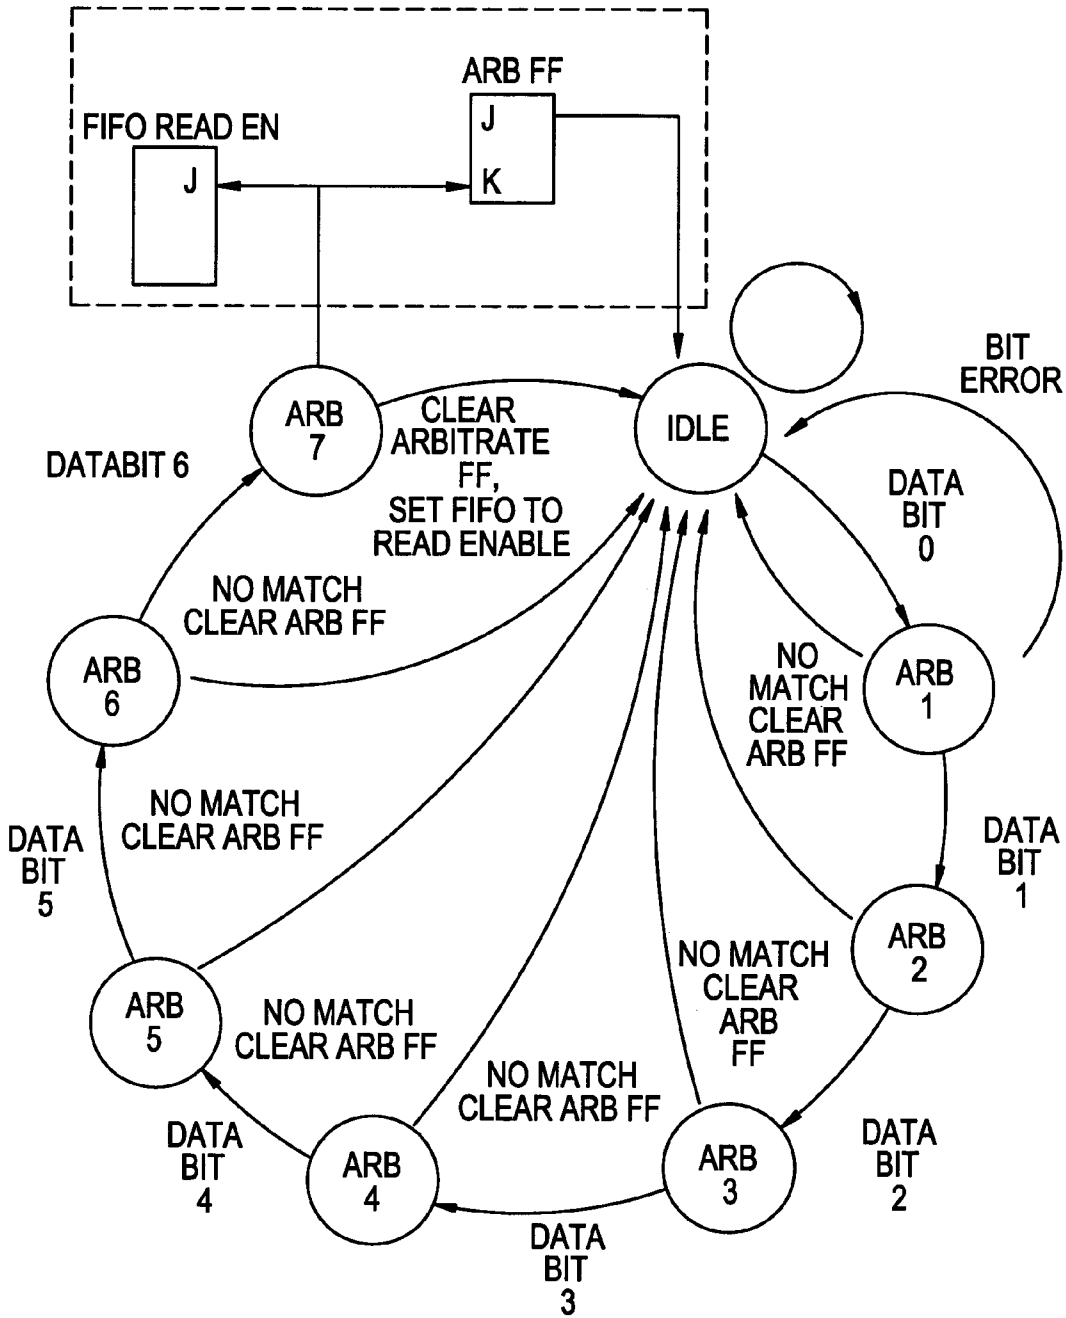 ARB FF
FIFO READ EN
J
K
J
BIT
ERROR
ARB
7
CLEAR
ARBITRATE
FF,
SET FIFO TO
READ ENABLE
IDLE
DATABIT 6
DATA
BIT
0
NO MATCH
CLEAR ARB FF
ARB
6
NO
MATCH
CLEAR
ARB FF
ARB
1
NO MATCH
CLEAR ARB FF
DATA
BIT
5
DATA
BIT
1
ARB
2
NO MATCH
CLEAR
ARB
FF
ARB
5
NO MATCH
CLEAR ARB FF
NO MATCH
CLEAR ARB FF
DATA
BIT
4
ARB
4
ARB
3
DATA
BIT
2
DATA
BIT
3